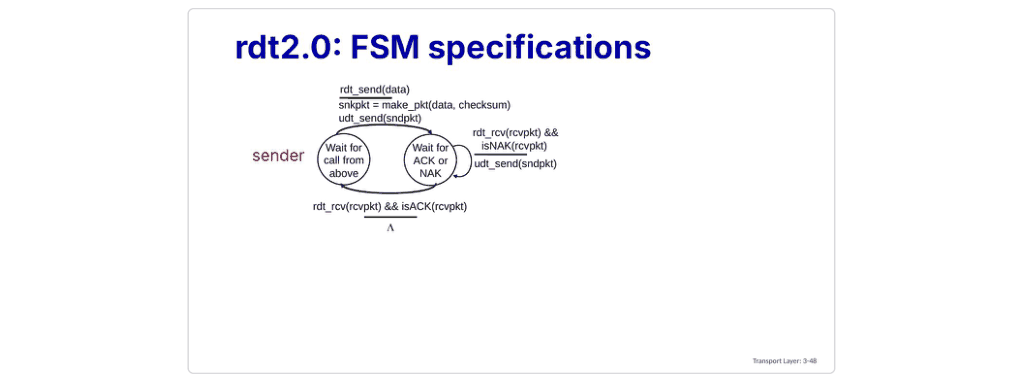 rdt2.0: FSM specifications
rdt_send(data)
snkpkt = make_pkt(data, checksum)
udt_send(sndpkt)
sender
Wait for
call from
above
Wait for
ACK or
NAK
rdt_rcv(rcvpkt) &&
isNAK(rcvpkt)
udt_send(sndpkt)
rdt_rcv(rcvpkt) && isACK(rcvpkt)
Λ
Transport Layer: 3-48